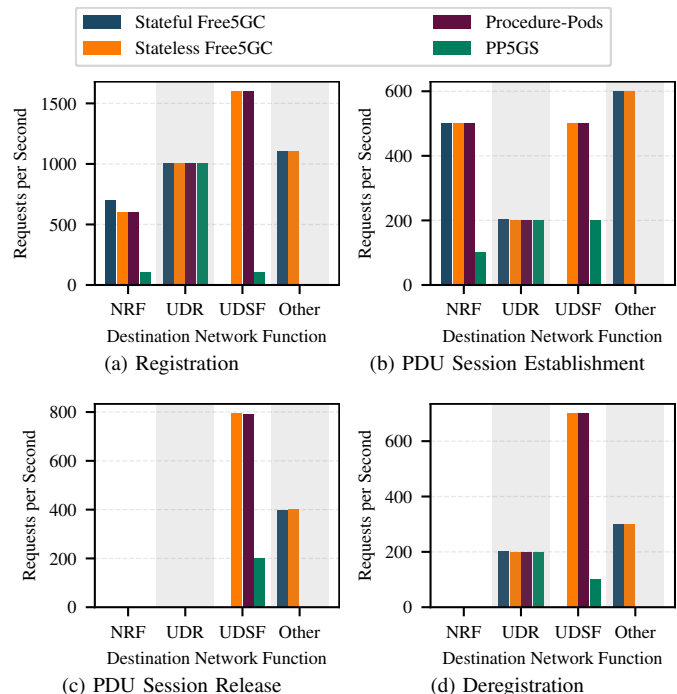 Stateful Free5GC
Stateless Free5GC
Procedure-Pods
PP5GS
Requests per Second
1500
1000
500
0
NRF UDR UDSF Other
Destination Network Function
(a) Registration
Requests per Second
600
400
200
0
NRF UDR UDSF Other
Destination Network Function
(b) PDU Session Establishment
Requests per Second
800
600
400
200
0
NRF UDR UDSF Other
Destination Network Function
(c) PDU Session Release
Requests per Second
600
400
200
0
NRF UDR UDSF Other
Destination Network Function
(d) Deregistration